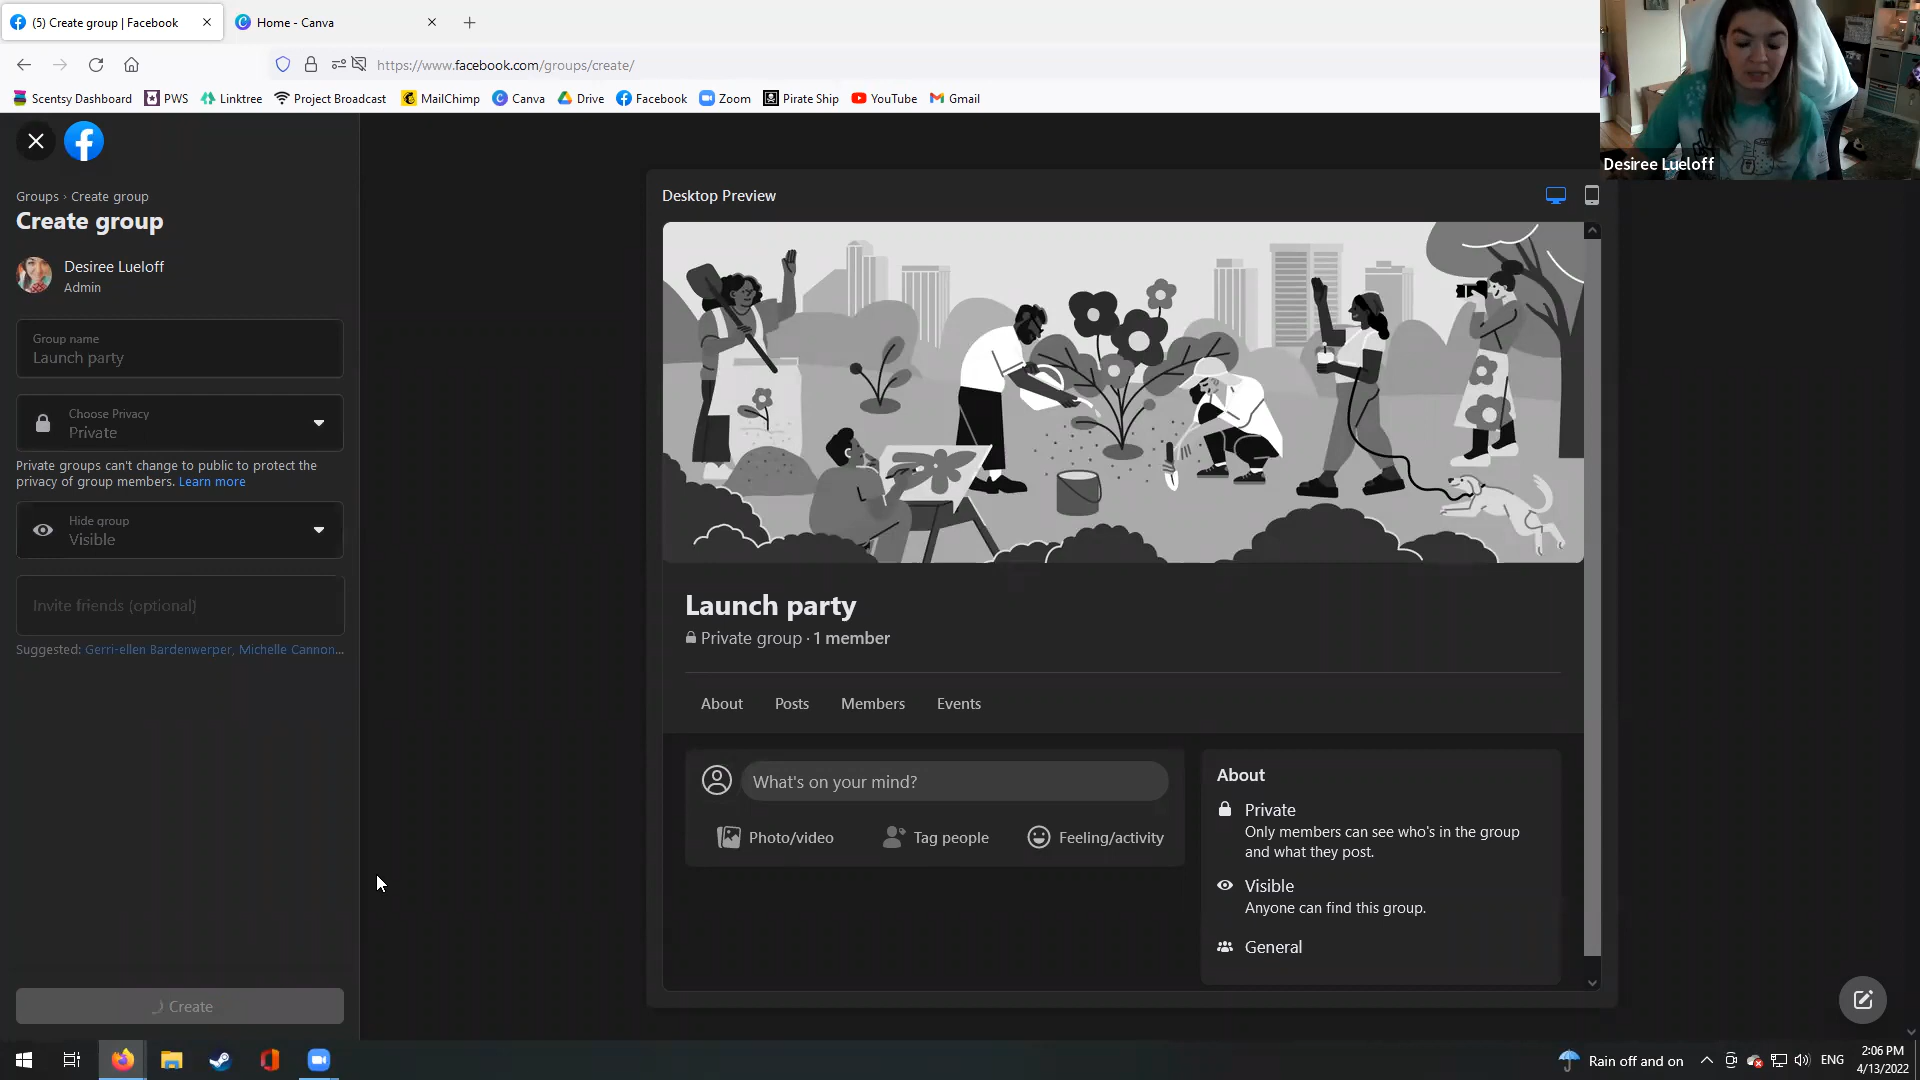 (5) Create group | Facebook
Home - Canva
https://www.facebook.com/groups/create/
Scentsy Dashboard
PWS
Linktree
Project Broadcast
MailChimp
Canva
Drive
Facebook
Zoom
Pirate Ship
YouTube
Gmail
Desiree Lueloff
Groups › Create group
Create group
Desiree Lueloff
Admin
Group name
Launch party
Choose Privacy
Private
Private groups can't change to public to protect the
privacy of group members. Learn more
Hide group
Visible
Invite friends (optional)
Suggested: Gerri-ellen Bardenwerper, Michelle Cannon...
Create
Desktop Preview
Launch party
Private group · 1 member
About
Posts
Members
Events
What's on your mind?
Photo/video
Tag people
Feeling/activity
About
Private
Only members can see who's in the group
and what they post.
Visible
Anyone can find this group.
General
Rain off and on
ENG
2:06 PM
4/13/2022